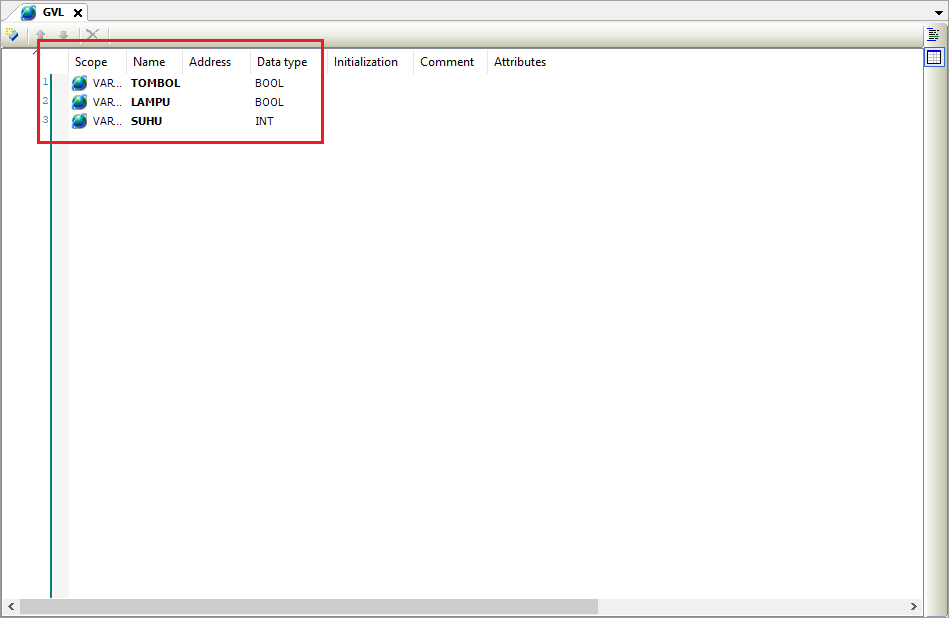 GVL
Scope Name Address Data type Initialization Comment Attributes
1 VAR... TOMBOL BOOL
2 VAR... LAMPU BOOL
3 VAR... SUHU INT